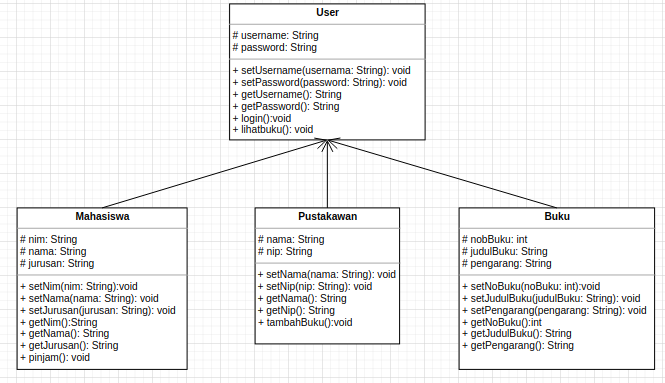 User
# username: String
# password: String
+ setUsername(usernama: String): void
+ setPassword(password: String): void
+ getUsername(): String
+ getPassword(): String
+ login():void
+ lihatbuku(): void
Mahasiswa
# nim: String
# nama: String
# jurusan: String
+ setNim(nim: String):void
+ setNama(nama: String): void
+ setJurusan(jurusan: String): void
+ getNim():String
+ getNama(): String
+ getJurusan(): String
+ pinjam(): void
Pustakawan
# nama: String
# nip: String
+ setNama(nama: String): void
+ setNip(nip: String): void
+ getNama(): String
+ getNip(): String
+ tambahBuku():void
Buku
# nobBuku: int
# judulBuku: String
# pengarang: String
+ setNoBuku(noBuku: int):void
+ setJudulBuku(judulBuku: String): void
+ setPengarang(pengarang: String): void
+ getNoBuku():int
+ getJudulBuku(): String
+ getPengarang(): String